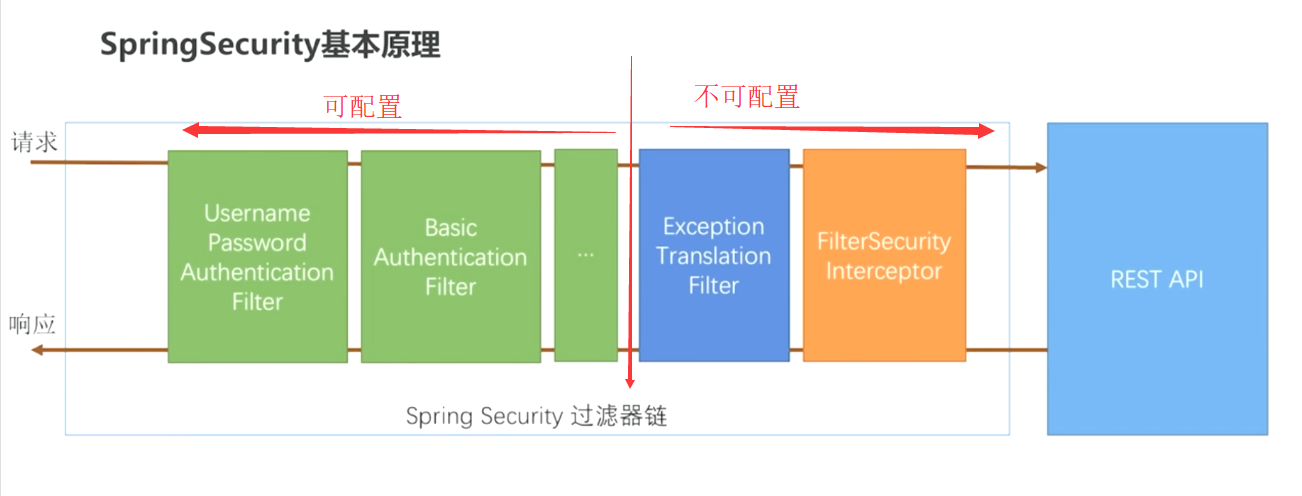 SpringSecurity基本原理
可配置
不可配置
请求
Username
Password
Authentication
Filter
Basic
Authentication
Filter
...
Exception
Translation
Filter
FilterSecurity
Interceptor
REST API
响应
Spring Security 过滤器链